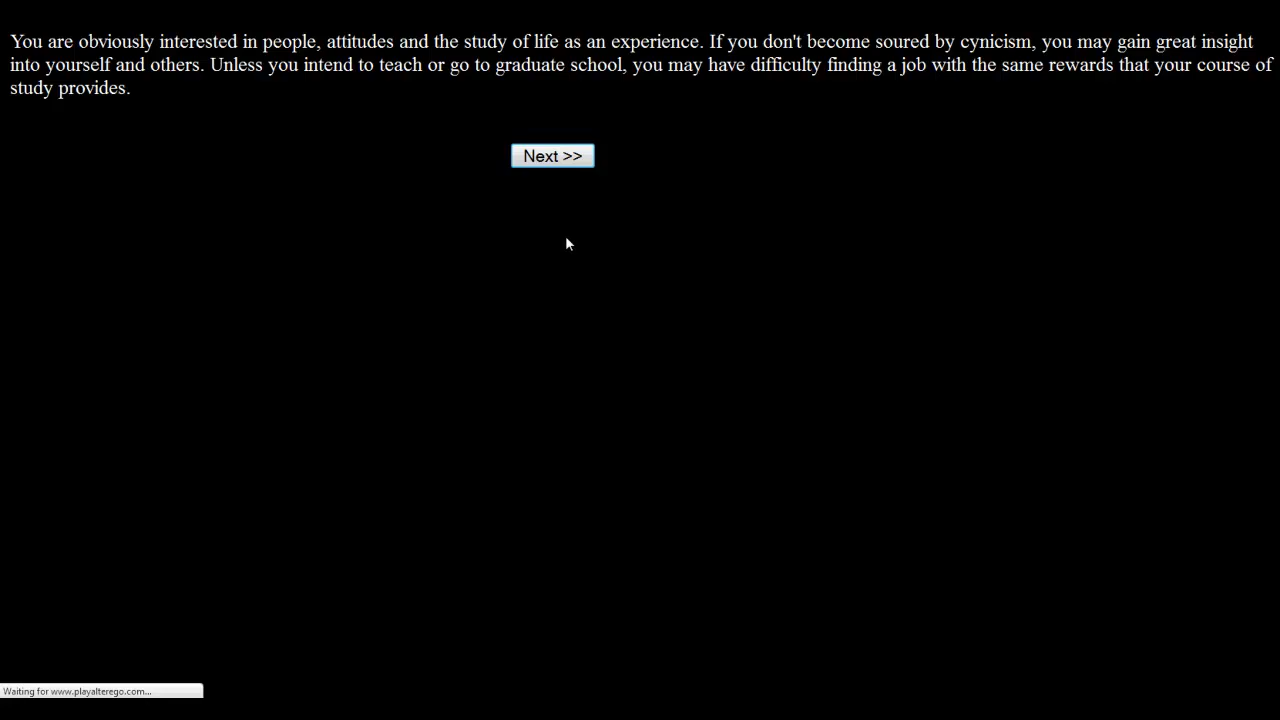 You are obviously interested in people, attitudes and the study of life as an experience. If you don't become soured by cynicism, you may gain great insight
into yourself and others. Unless you intend to teach or go to graduate school, you may have difficulty finding a job with the same rewards that your course of
study provides.
Next >>
Waiting for www.playalterego.com...